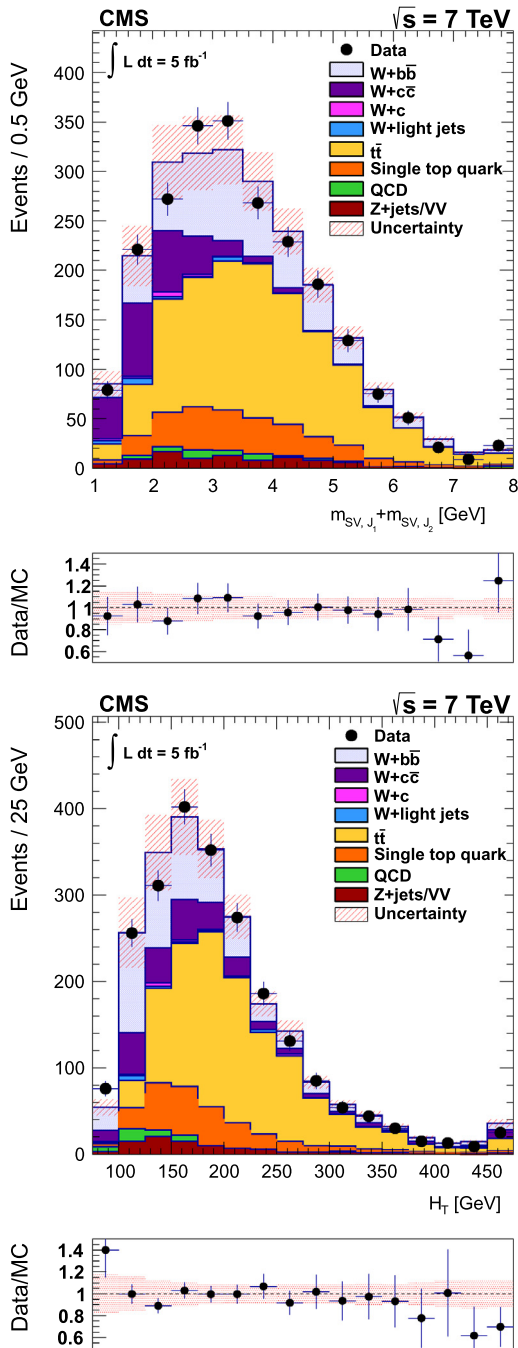 CMS √s = 7 TeV
∫ L dt = 5 fb⁻¹
Data
W+bb̅
W+cc̅
W+c
W+light jets
tt̅
Single top quark
QCD
Z+jets/VV
Uncertainty
Events / 0.5 GeV
400
350
300
250
200
150
100
50
0
1 2 3 4 5 6 7 8
m_SV, J₁+m_SV, J₂ [GeV]
Data/MC
1.4
1.2
1
0.8
0.6
CMS √s = 7 TeV
∫ L dt = 5 fb⁻¹
Data
W+bb̅
W+cc̅
W+c
W+light jets
tt̅
Single top quark
QCD
Z+jets/VV
Uncertainty
Events / 25 GeV
500
400
300
200
100
0
100 150 200 250 300 350 400 450
H_T [GeV]
Data/MC
1.4
1.2
1
0.8
0.6